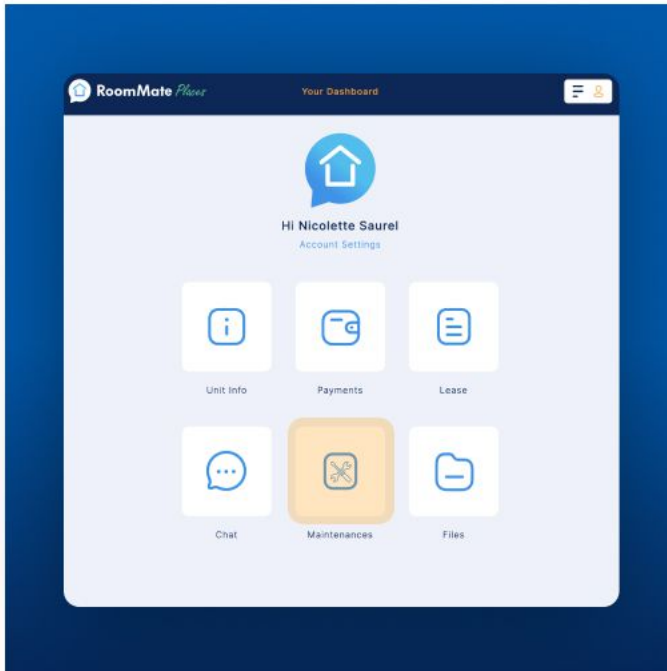 RoomMate Places
Your Dashboard
Hi Nicolette Saurel
Account Settings
Unit Info
Payments
Lease
Chat
Maintenances
Files